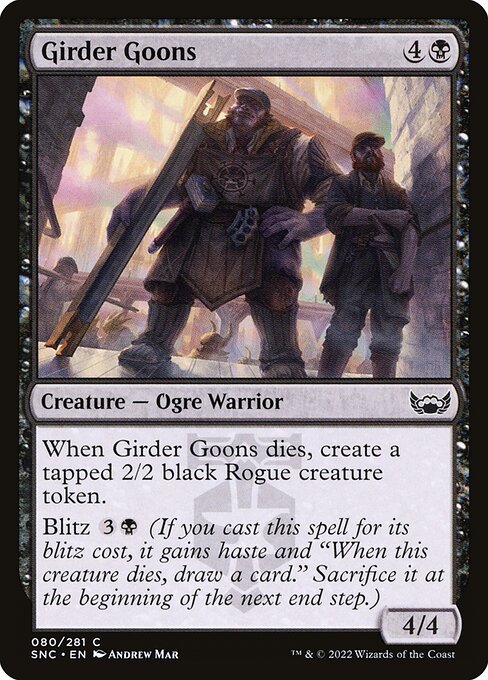 Girder Goons 4
Creature — Ogre Warrior
When Girder Goons dies, create a
tapped 2/2 black Rogue creature
token.
Blitz 3 (If you cast this spell for its
blitz cost, it gains haste and “When this
creature dies, draw a card.” Sacrifice it at
the beginning of the next end step.)
4/4
080/281 C
SNC • EN Andrew Mar
™ & © 2022 Wizards of the Coast